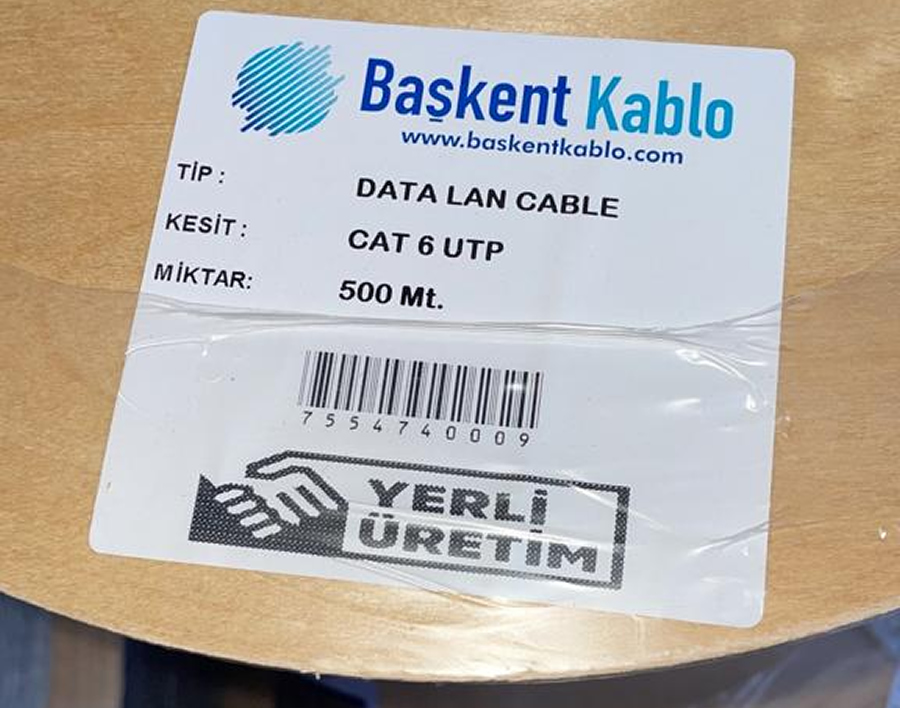 Başkent Kablo
www.baskentkablo.com
TİP : DATA LAN CABLE
KESİT : CAT 6 UTP
MİKTAR: 500 Mt.
7554740009
YERLİ
ÜRETİM